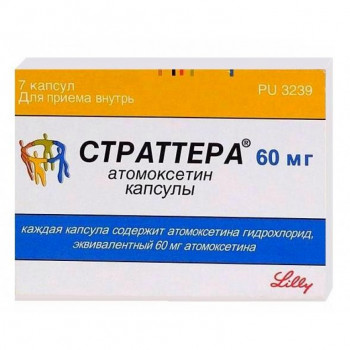 7 капсул
Для приема внутрь
PU 3239
СТРАТТЕРА® 60 мг
атомоксетин
капсулы
каждая капсула содержит атомоксетина гидрохлорид,
эквивалентный 60 мг атомоксетина
Lilly